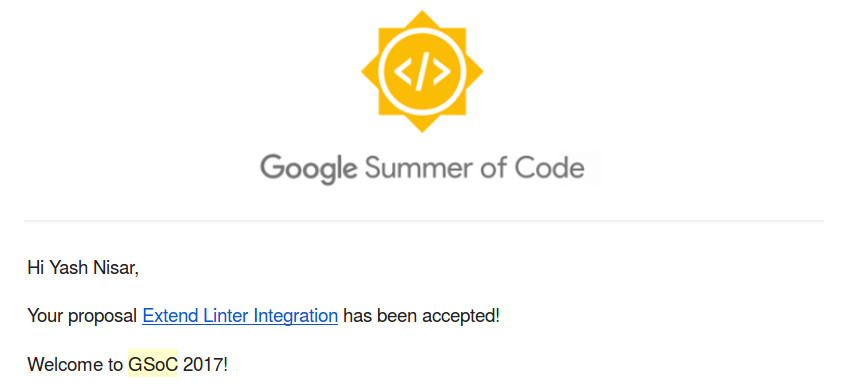 </>
Google Summer of Code
Hi Yash Nisar,
Your proposal Extend Linter Integration has been accepted!
Welcome to GSoC 2017!